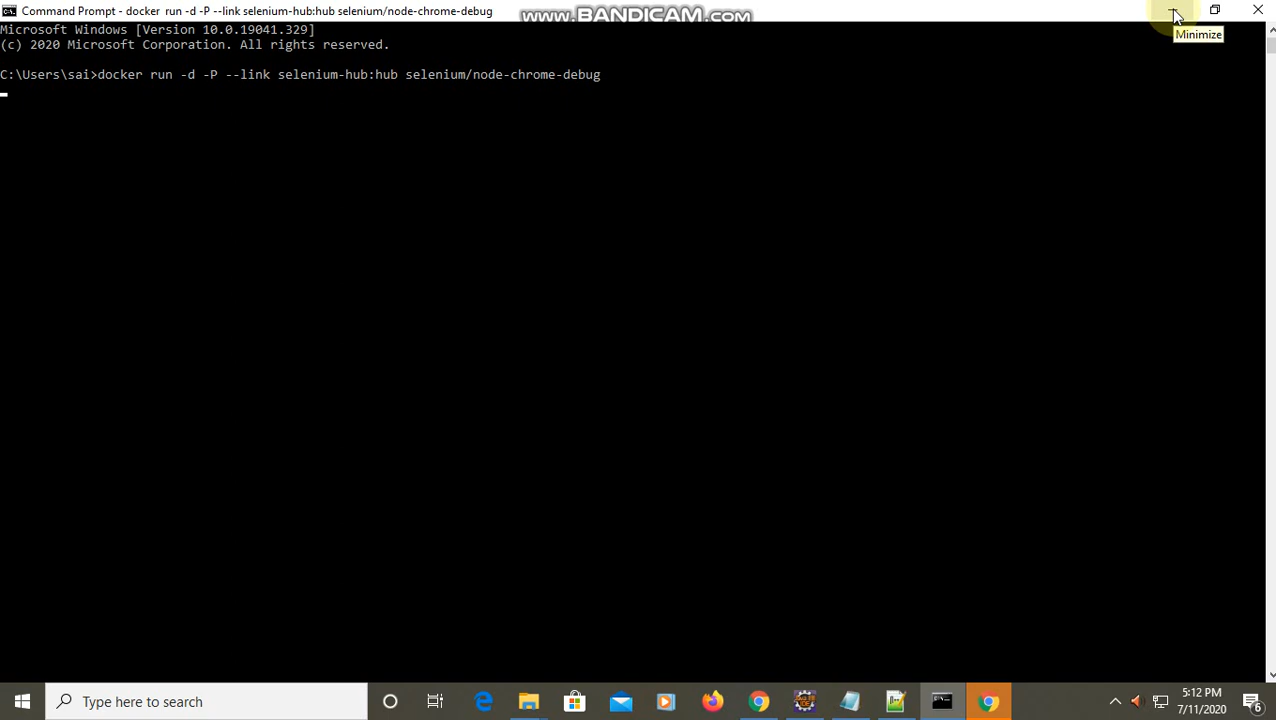 Command Prompt - docker run -d -P --link selenium-hub:hub selenium/node-chrome-debug
www.BANDICAM.com
Minimize
Microsoft Windows [Version 10.0.19041.329]
(c) 2020 Microsoft Corporation. All rights reserved.
C:\Users\sai>docker run -d -P --link selenium-hub:hub selenium/node-chrome-debug
Type here to search
5:12 PM
7/11/2020
6